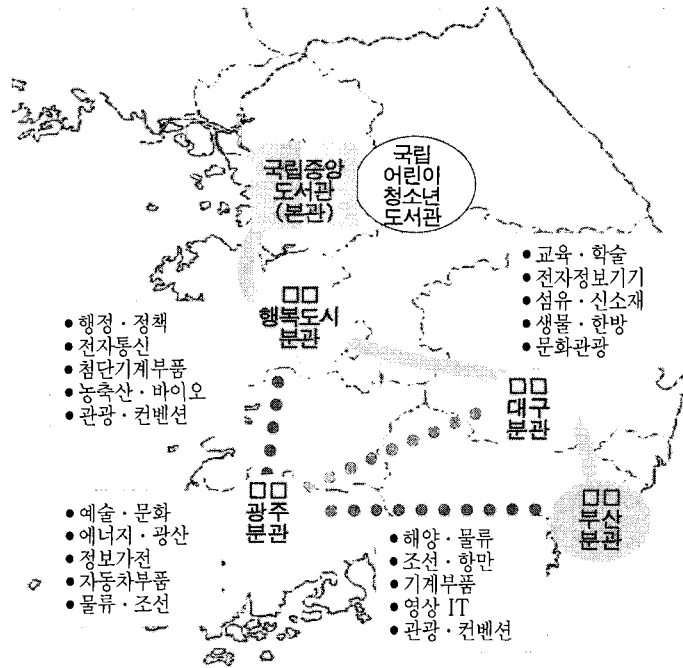 국립중앙
도서관
(본관)
국립
어린이
청소년
도서관
• 교육 · 학술
• 전자정보기기
• 섬유 · 신소재
• 생물 · 한방
• 문화관광
□□
행복도시
분관
• 행정 · 정책
• 전자통신
• 첨단기계부품
• 농축산 · 바이오
• 관광 · 컨벤션
□□
대구
분관
□□
광주
분관
□□
부산
분관
• 예술 · 문화
• 에너지 · 광산
• 정보가전
• 자동차부품
• 물류 · 조선
• 해양 · 물류
• 조선 · 항만
• 기계부품
• 영상 IT
• 관광 · 컨벤션